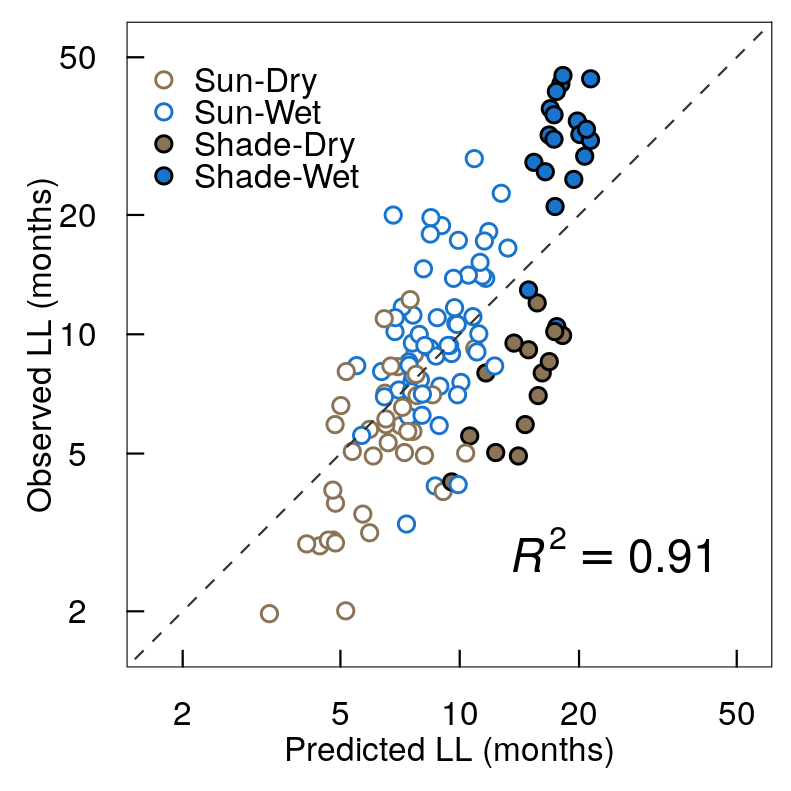 50
20
10
5
2
Observed LL (months)
Sun-Dry
Sun-Wet
Shade-Dry
Shade-Wet
R² = 0.91
2 5 10 20 50
Predicted LL (months)